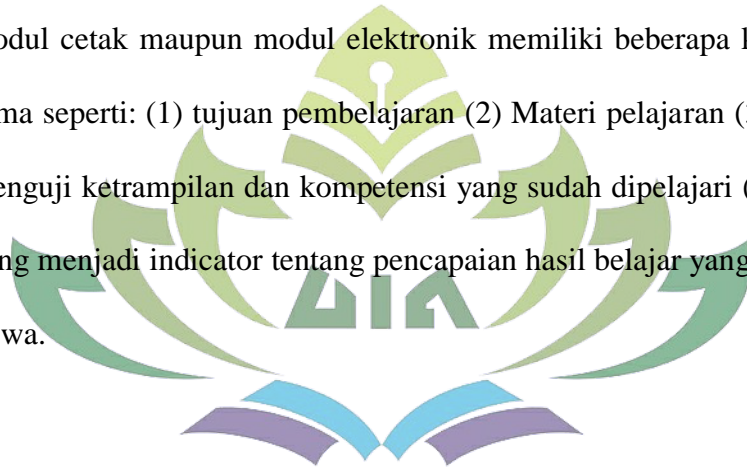 odul cetak maupun modul elektronik memiliki beberapa
ma seperti: (1) tujuan pembelajaran (2) Materi pelajaran
enguji ketrampilan dan kompetensi yang sudah dipelajari (
ng menjadi indicator tentang pencapaian hasil belajar yang
wa.
UIN